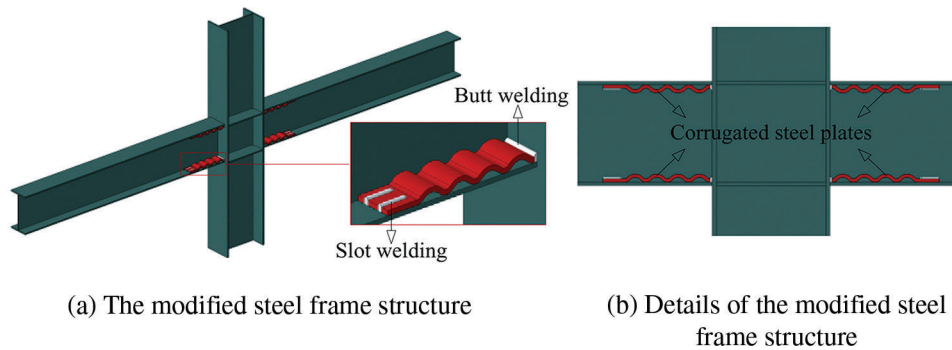 Butt welding
Slot welding
Corrugated steel plates
(a) The modified steel frame structure
(b) Details of the modified steel
frame structure